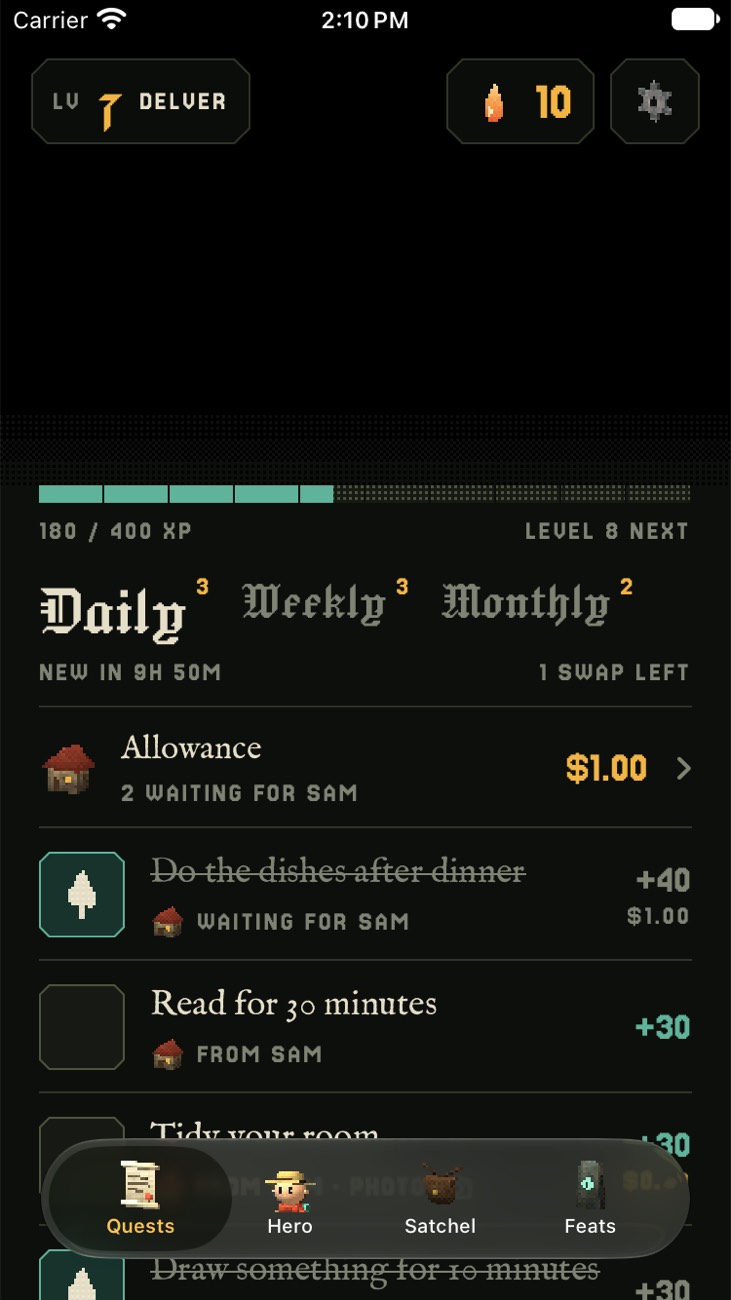 Carrier 2:10 PM
LV 7 DELVER 10
180 / 400 XP LEVEL 8 NEXT
Daily 3 Weekly 3 Monthly 2
NEW IN 9H 50M 1 SWAP LEFT
Allowance
$1.00
2 WAITING FOR SAM
Do the dishes after dinner
+40
WAITING FOR SAM
$1.00
Read for 30 minutes
+30
FROM SAM
Tidy your room
+30
Quests Hero Satchel Feats
Draw something for 10 minutes
+30